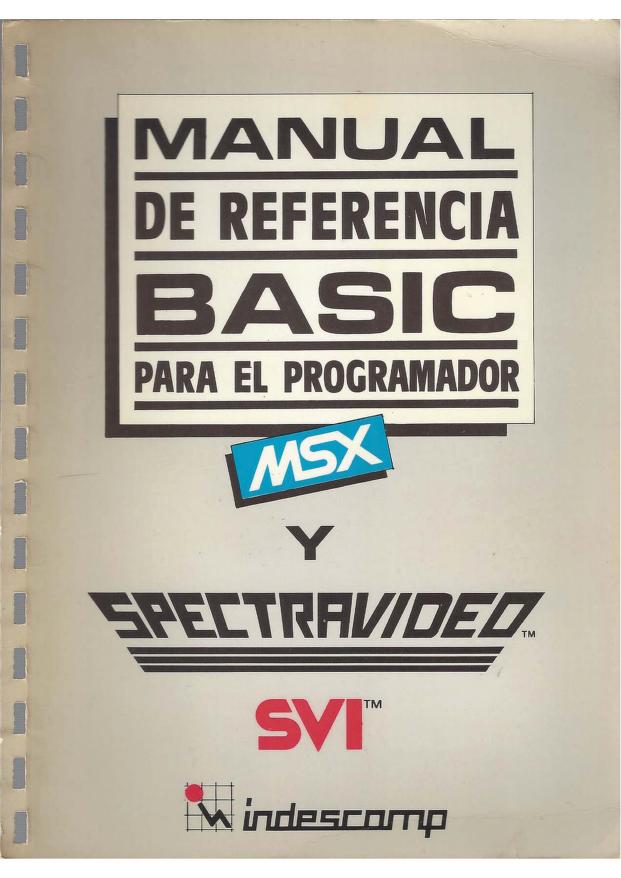 MANUAL
DE REFERENCIA
BASIC
PARA EL PROGRAMADOR
MSX
Y
SPECTRAVIDEO™
SVI™
indescomp